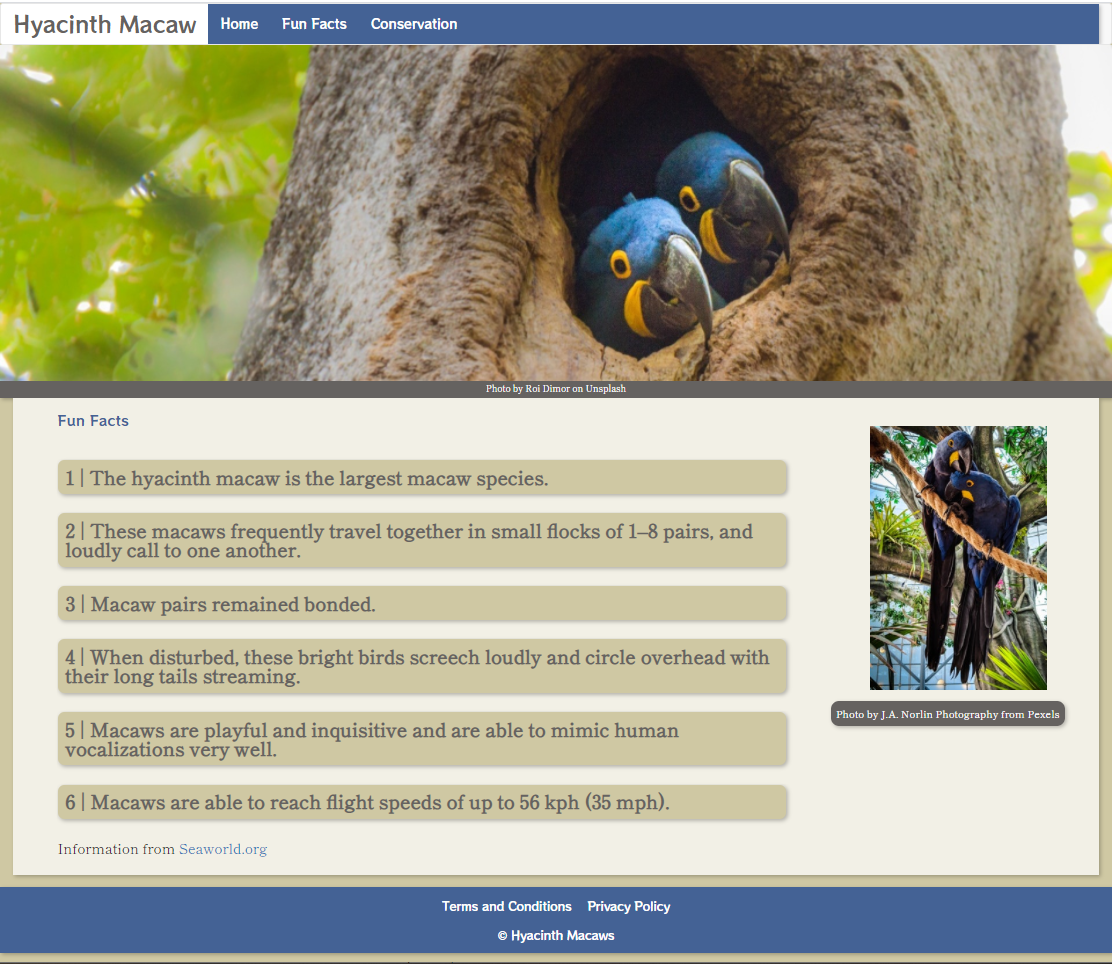 Hyacinth Macaw Home Fun Facts Conservation
Photo by Roi Dimor on Unsplash
Fun Facts
1 | The hyacinth macaw is the largest macaw species.
2 | These macaws frequently travel together in small flocks of 1–8 pairs, and
loudly call to one another.
3 | Macaw pairs remained bonded.
4 | When disturbed, these bright birds screech loudly and circle overhead with
their long tails streaming.
5 | Macaws are playful and inquisitive and are able to mimic human
vocalizations very well.
6 | Macaws are able to reach flight speeds of up to 56 kph (35 mph).
Information from Seaworld.org
Photo by J.A. Norlin Photography from Pexels
Terms and Conditions Privacy Policy
© Hyacinth Macaws